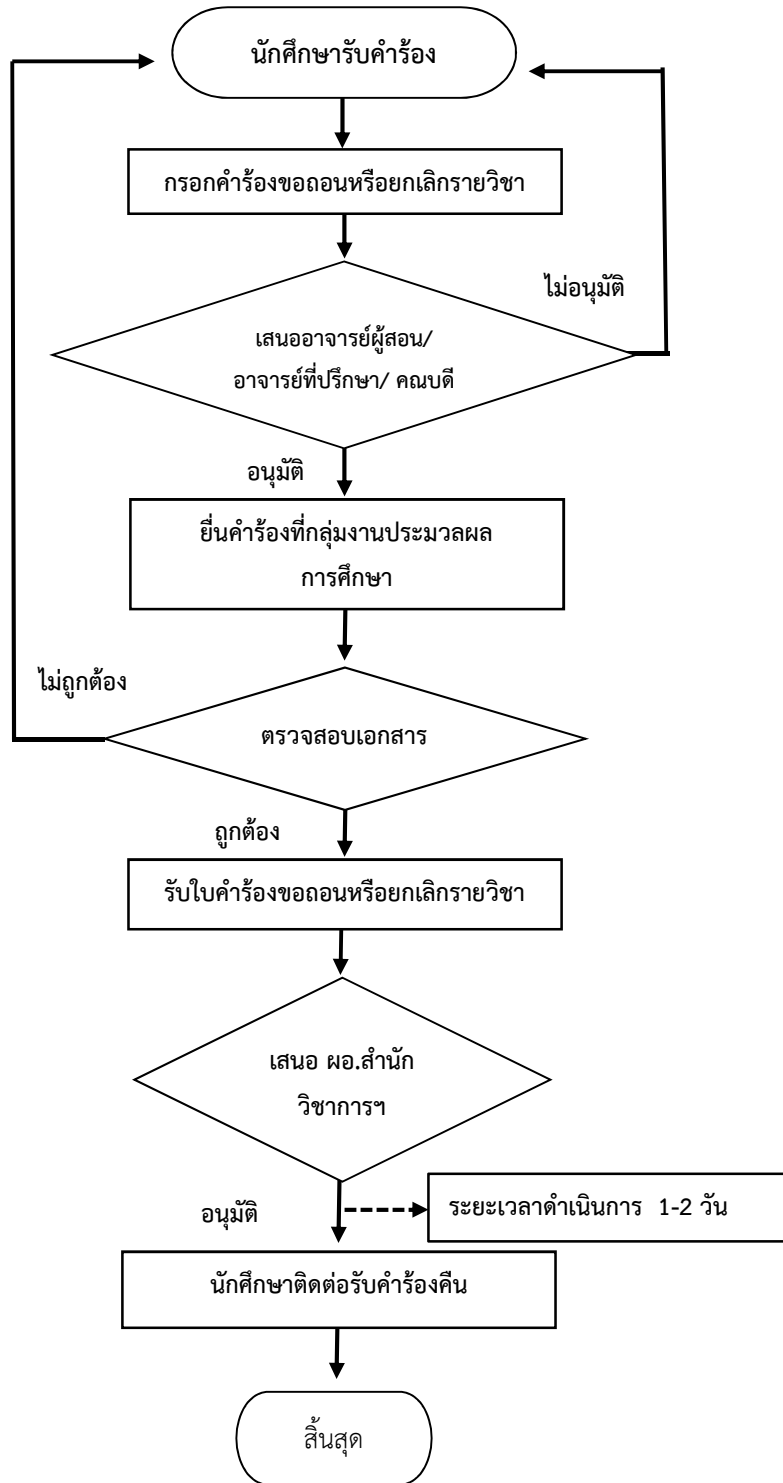 นักศึกษารับคำร้อง
กรอกคำร้องขอถอนหรือยกเลิกรายวิชา
ไม่อนุมัติ
เสนออาจารย์ผู้สอน/
อาจารย์ที่ปรึกษา/ คณบดี
อนุมัติ
ยื่นคำร้องที่กลุ่มงานประมวลผล
การศึกษา
ไม่ถูกต้อง
ตรวจสอบเอกสาร
ถูกต้อง
รับใบคำร้องขอถอนหรือยกเลิกรายวิชา
เสนอ ผอ.สำนัก
วิชาการฯ
อนุมัติ
ระยะเวลาดำเนินการ 1-2 วัน
นักศึกษาติดต่อรับคำร้องคืน
สิ้นสุด